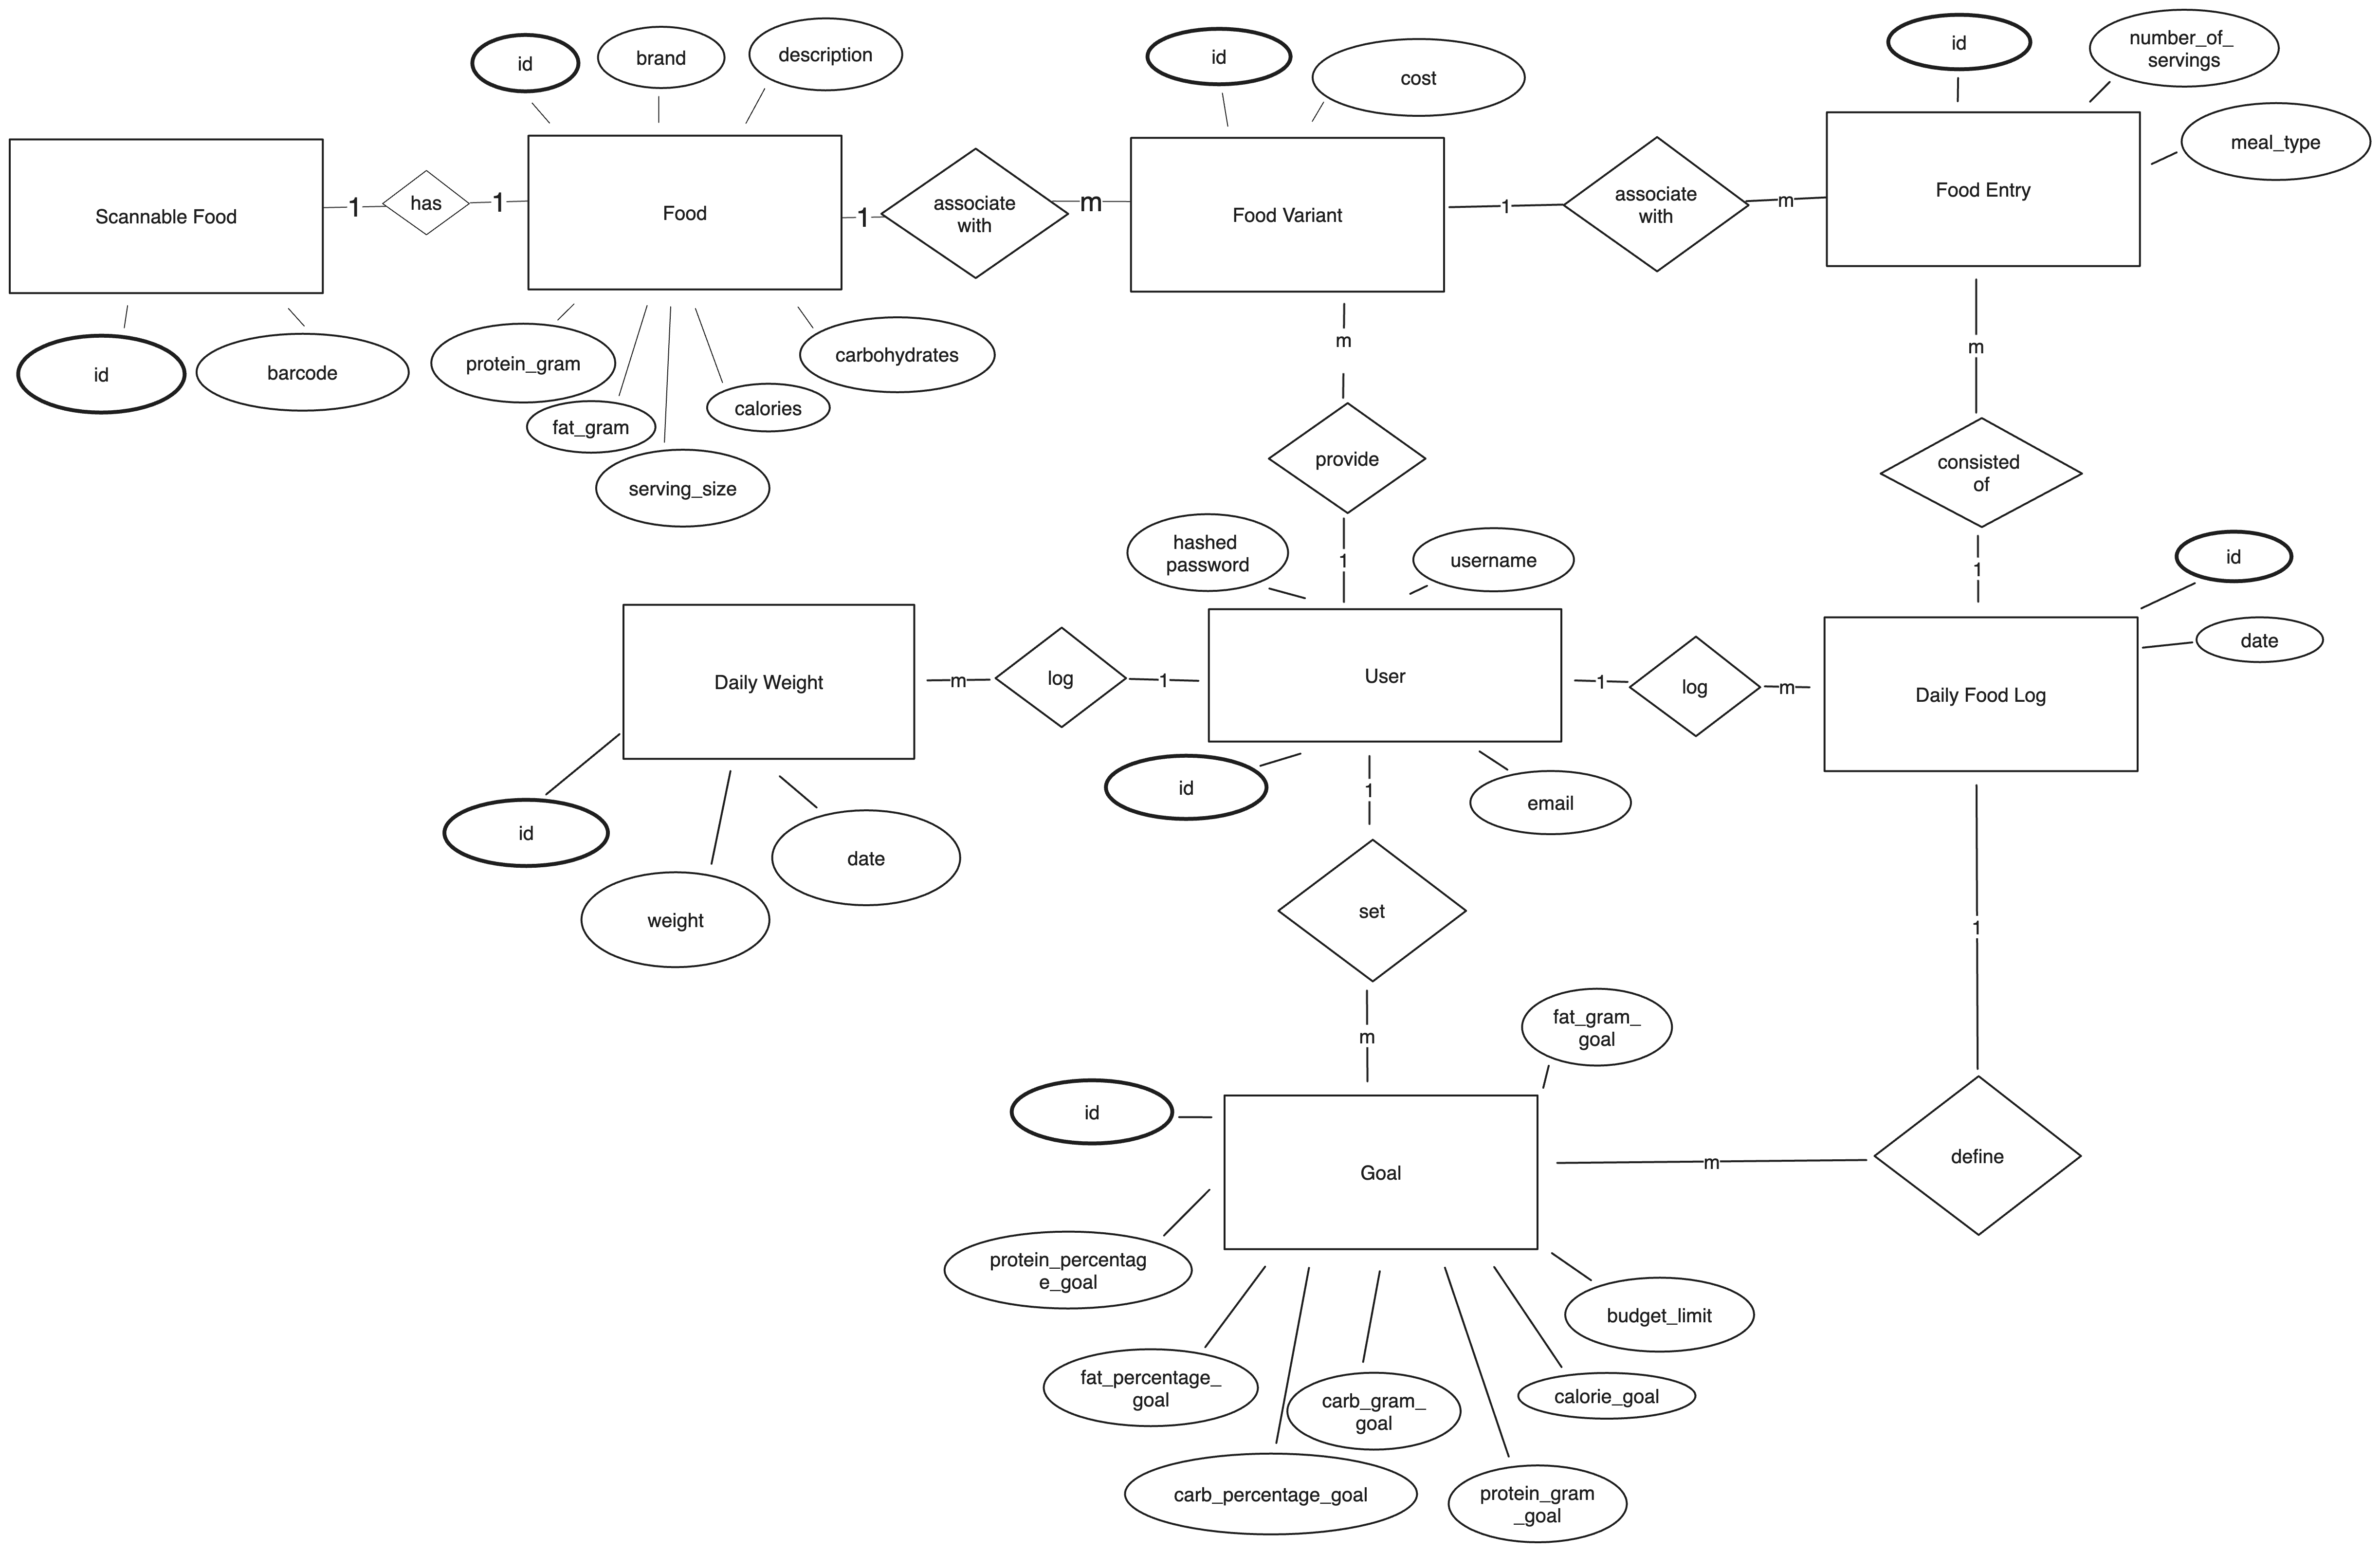 id
brand
description
id
cost
id
number_of_
servings
meal_type
Scannable Food
1
has
1
Food
1
associate
with
m
Food Variant
1
associate
with
m
Food Entry
id
barcode
protein_gram
fat_gram
serving_size
calories
carbohydrates
m
provide
1
m
consisted
of
1
hashed
password
username
id
date
Daily Weight
m
log
1
User
1
log
m
Daily Food Log
id
weight
date
id
email
1
set
m
1
fat_gram_
goal
id
Goal
m
define
protein_percentag
e_goal
budget_limit
fat_percentage_
goal
carb_gram_
goal
calorie_goal
carb_percentage_goal
protein_gram
_goal